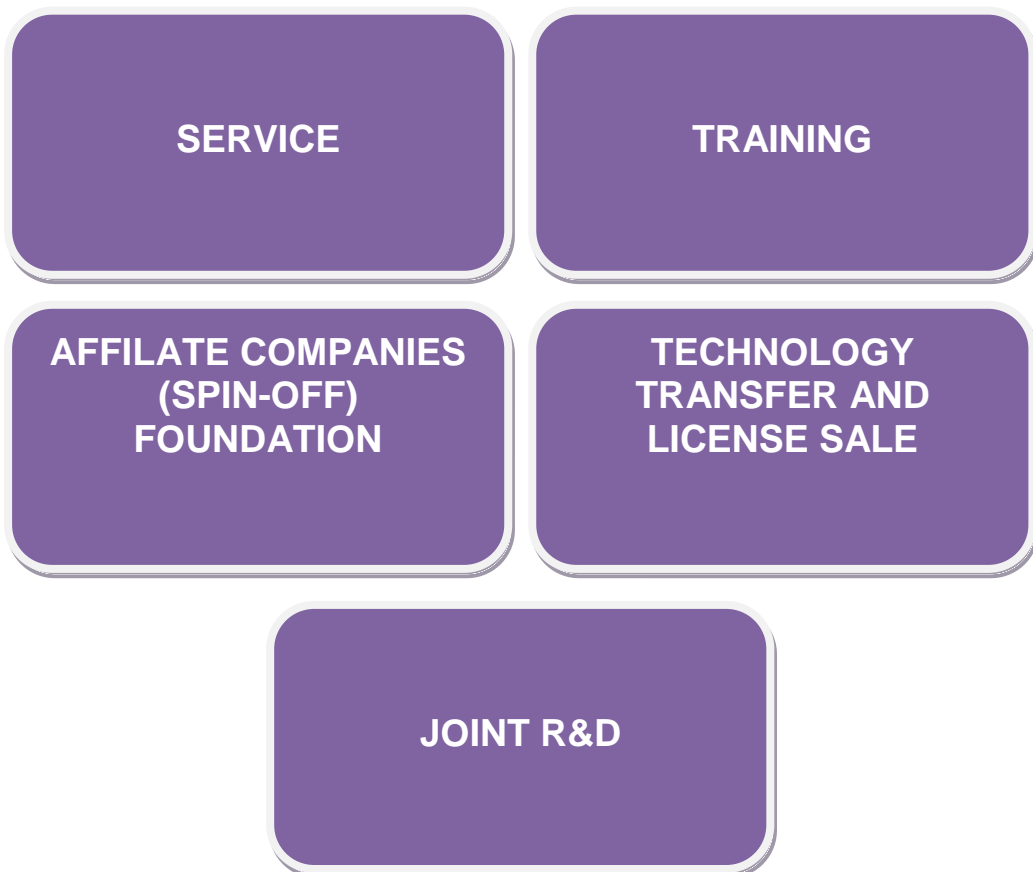 SERVICE
TRAINING
AFFILATE COMPANIES
(SPIN-OFF)
FOUNDATION
TECHNOLOGY
TRANSFER AND
LICENSE SALE
JOINT R&D